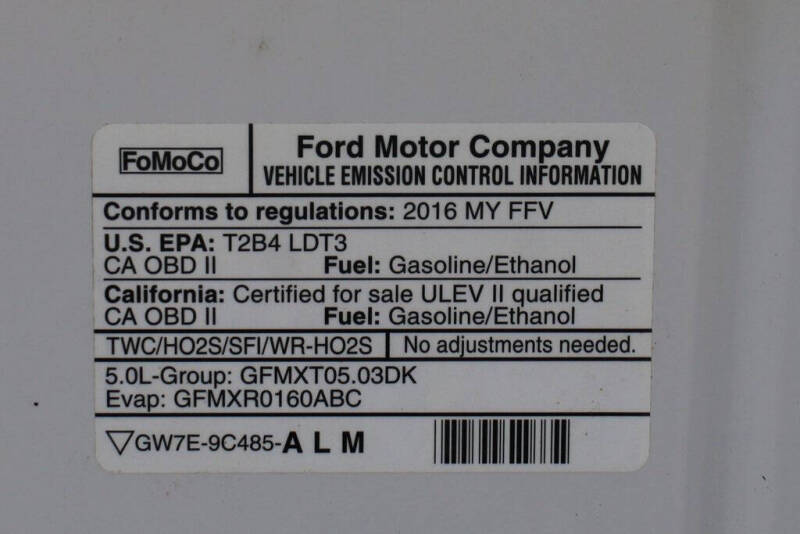 FoMoCo
Ford Motor Company
VEHICLE EMISSION CONTROL INFORMATION
Conforms to regulations: 2016 MY FFV
U.S. EPA: T2B4 LDT3
CA OBD II Fuel: Gasoline/Ethanol
California: Certified for sale ULEV II qualified
CA OBD II Fuel: Gasoline/Ethanol
TWC/HO2S/SFI/WR-HO2S No adjustments needed.
5.0L-Group: GFMXT05.03DK
Evap: GFMXR0160ABC
▽GW7E-9C485-A L M